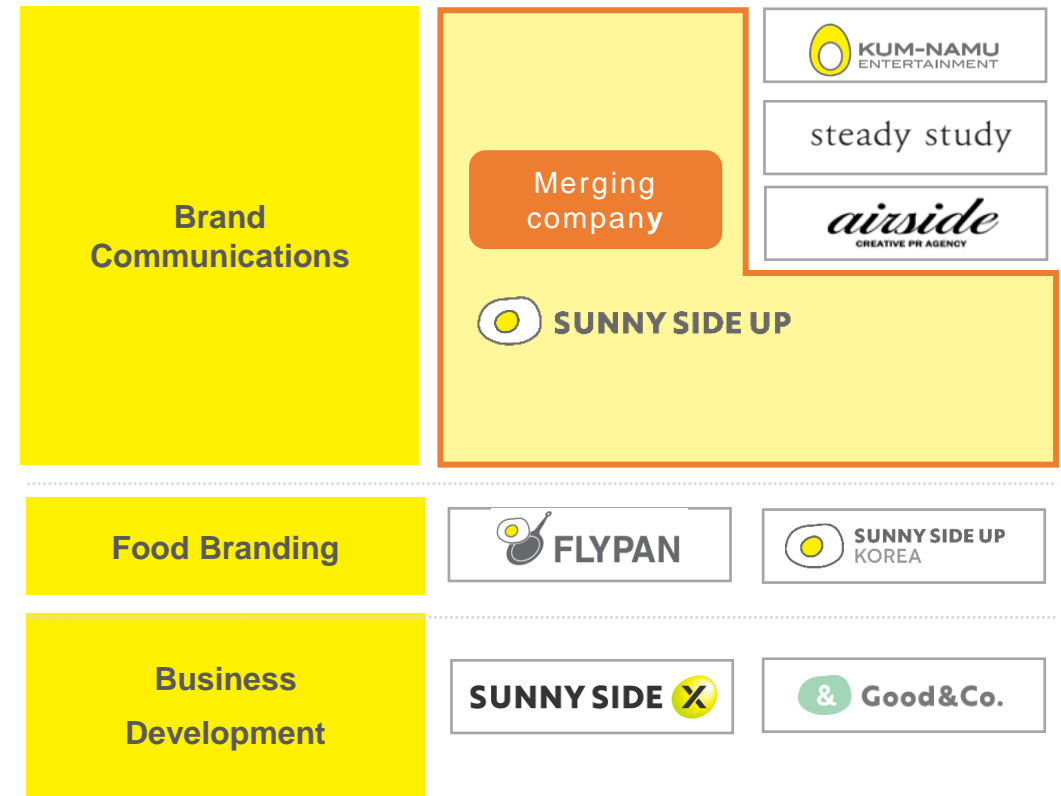 Brand
Communications
Merging
company
SUNNY SIDE UP
KUM-NAMU
ENTERTAINMENT
steady study
airside
CREATIVE PR AGENCY
Food Branding
FLYPAN
SUNNY SIDE UP
KOREA
Business
Development
SUNNY SIDE X
& Good&Co.